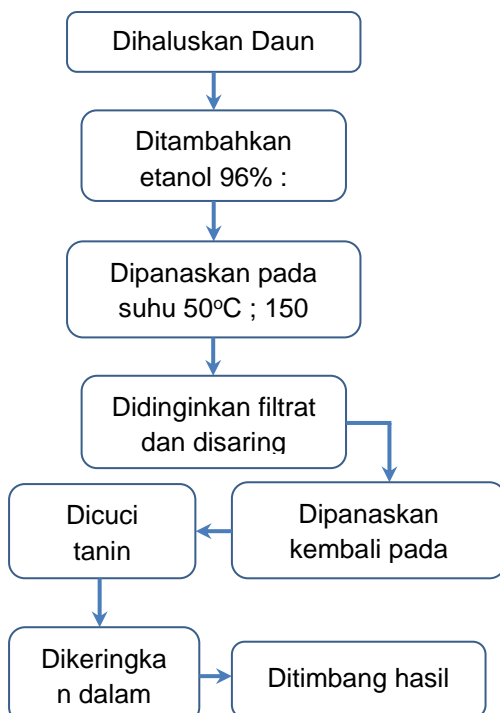 Dihaluskan Daun
Ditambahkan
etanol 96% :
Dipanaskan pada
suhu 50°C ; 150
Didinginkan filtrat
dan disaring
Dipanaskan
kembali pada
Dicuci
tanin
Dikeringka
n dalam
Ditimbang hasil